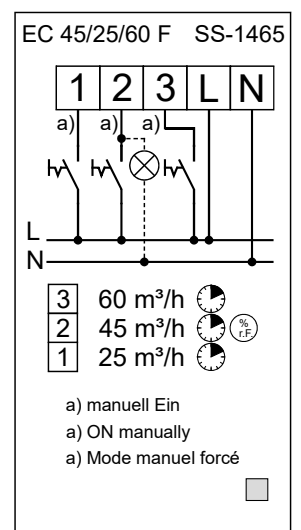 EC 45/25/60 F SS-1465
1 2 3 L N
a) a) a)
L
N
3 60 m³/h
2 45 m³/h % r.F.
1 25 m³/h
a) manuell Ein
a) ON manually
a) Mode manuel forcé